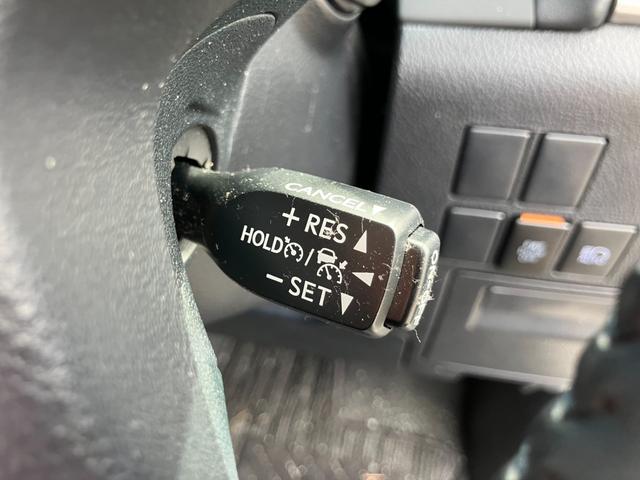 CANCEL
+ RES
HOLD /
− SET